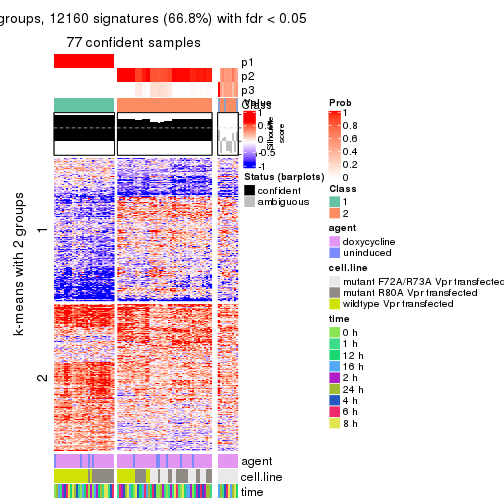 groups, 12160 signatures (66.8%) with fdr < 0.05
77 confident samples
p1
p2
p3
Class
k-means with 2 groups
1
2
Silhouette
score
Value
1
0.5
0
-0.5
-1
Status (barplots)
confident
ambiguous
Prob
1
0.8
0.6
0.4
0.2
0
Class
1
2
agent
doxycycline
uninduced
cell.line
mutant F72A/R73A Vpr transfected
mutant R80A Vpr transfected
wildtype Vpr transfected
time
0 h
1 h
12 h
16 h
2 h
24 h
4 h
6 h
8 h
agent
cell.line
time